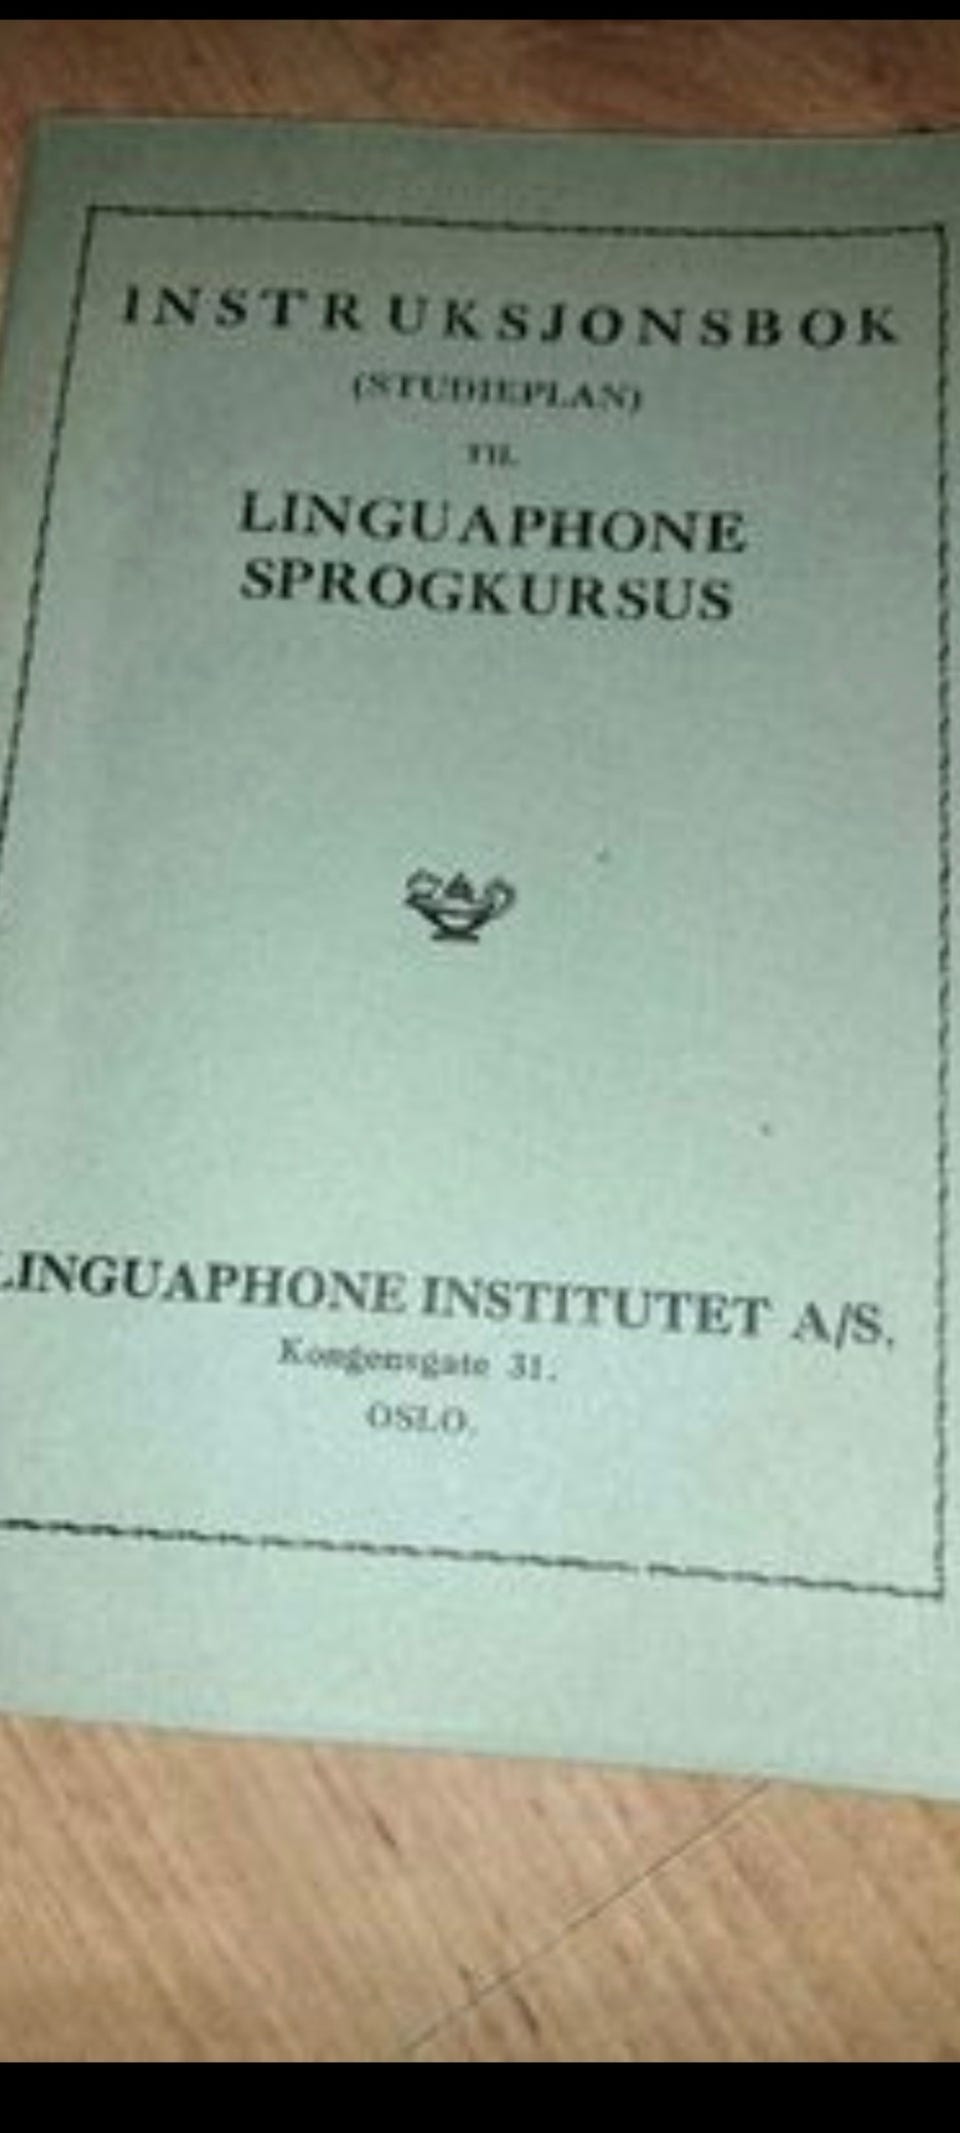 INSTRUKSJONSBOK
(STUDIEPLAN)
TIL
LINGUAPHONE
SPROGKURSUS
LINGUAPHONE INSTITUTET A/S.
Kongensgate 31.
OSLO.